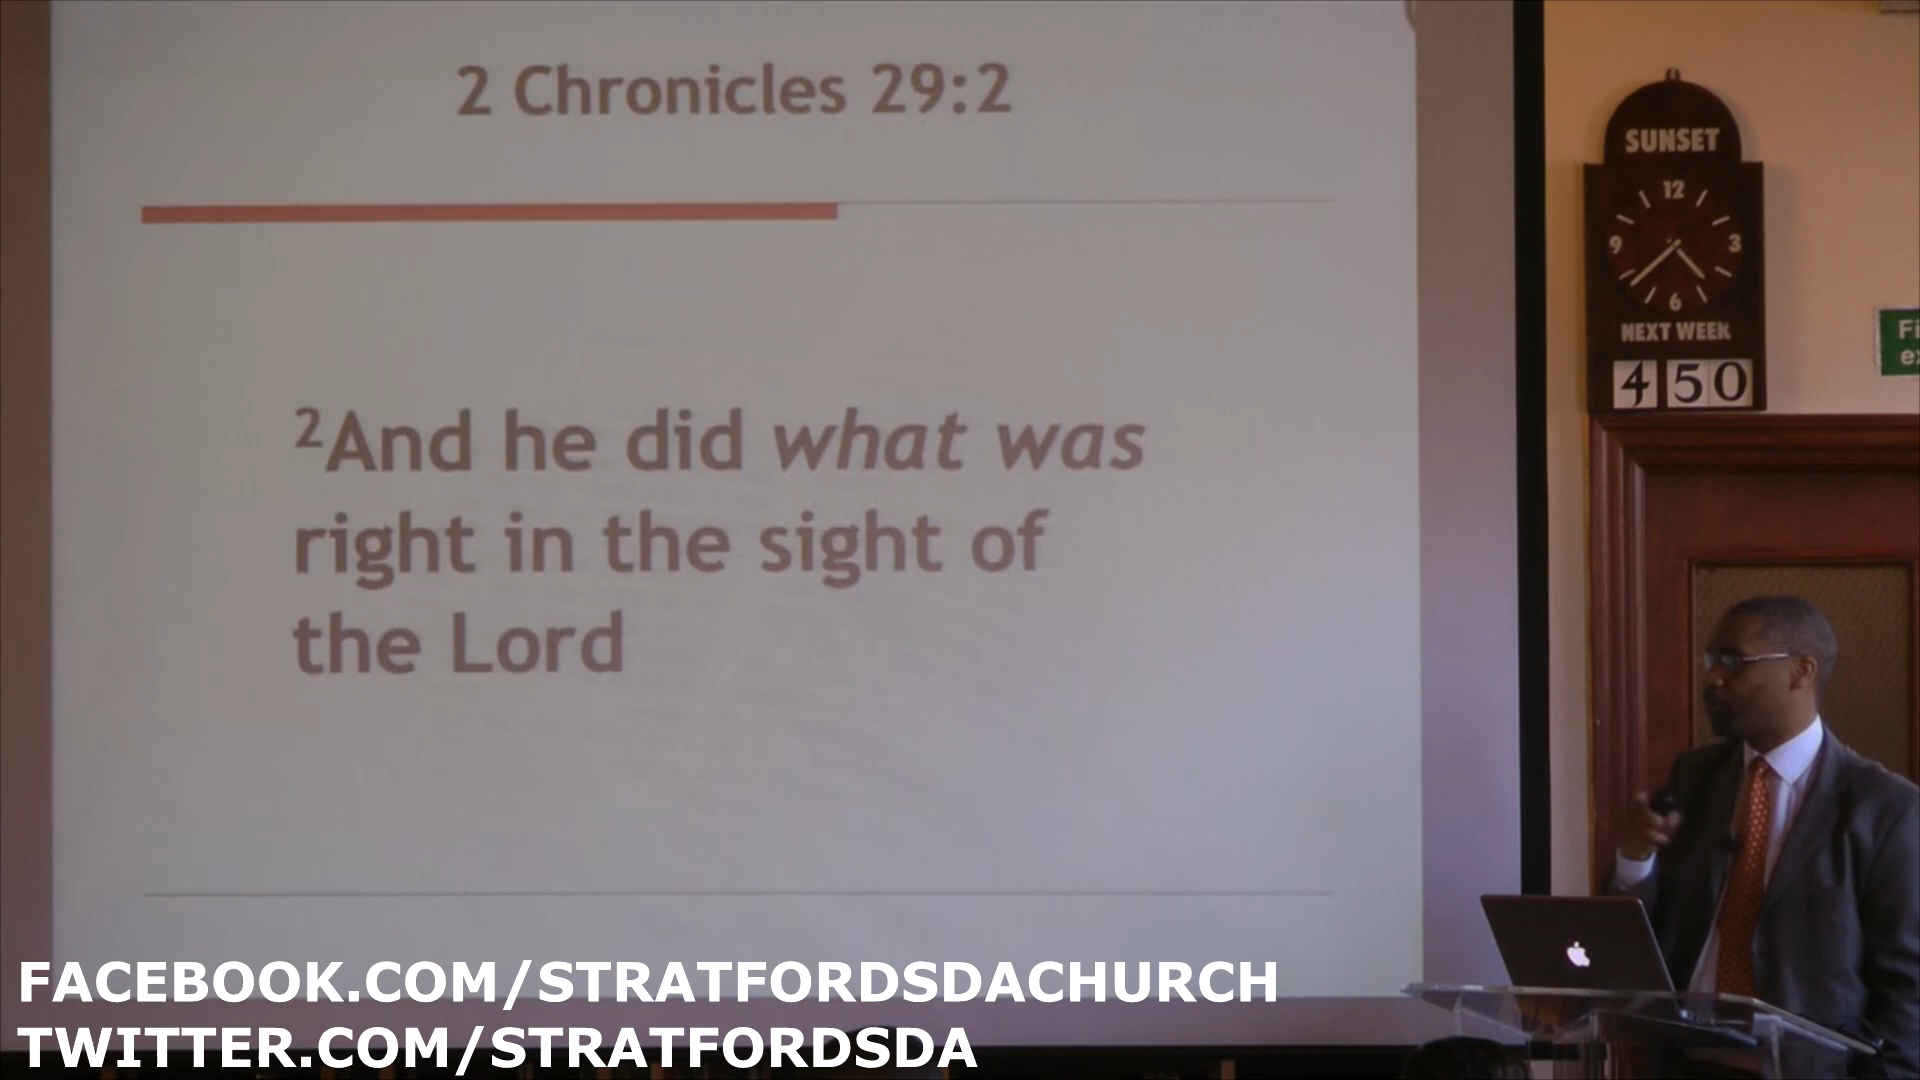 2 Chronicles 29:2
²And he did what was
right in the sight of
the Lord
SUNSET
12
9 3
6
NEXT WEEK
4 50
FACEBOOK.COM/STRATFORDSDACHURCH
TWITTER.COM/STRATFORDSDA